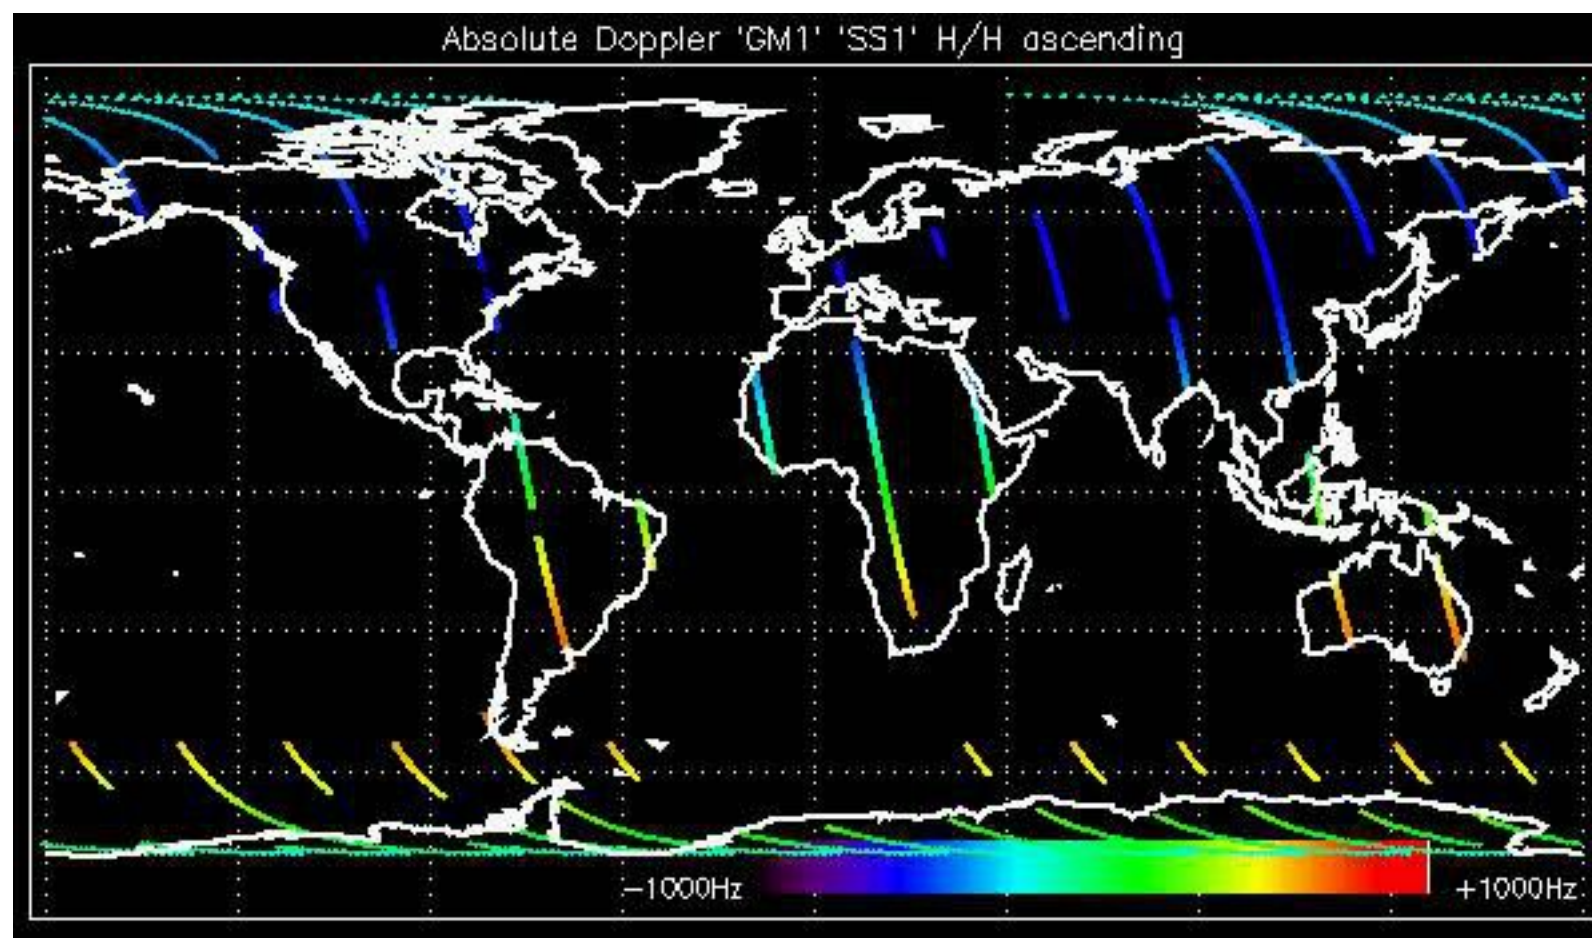 Absolute Doppler 'GM1' 'SS1' H/H ascending
-1000Hz
+1000Hz